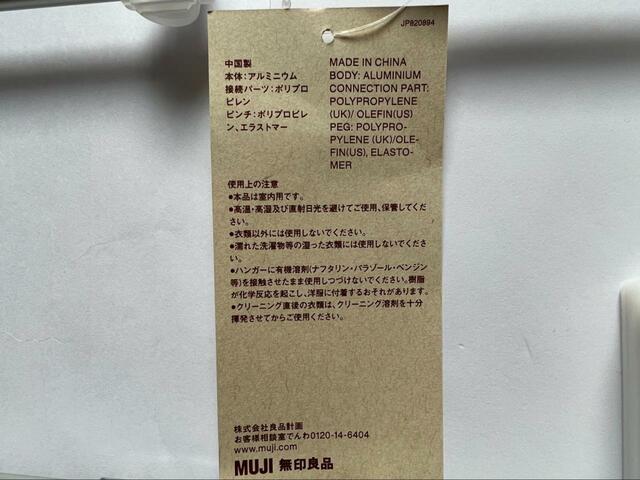 JP820894
中国製
本体：アルミニウム
接続パーツ：ポリプロ
ピレン
ピンチ：ポリプロピレ
ン、エラストマー
MADE IN CHINA
BODY: ALUMINIUM
CONNECTION PART:
POLYPROPYLENE
(UK)/ OLEFIN(US)
PEG: POLYPRO-
PYLENE (UK)/OLE-
FIN(US), ELASTO-
MER
使用上の注意
●本品は室内用です。
●高温・高湿及び直射日光を避けてご使用、保管してくだ
さい。
●衣類以外には使用しないでください。
●濡れた洗濯物等の湿った衣類には使用しないでくださ
い。
●ハンガーに有機溶剤(ナフタリン・パラゾール・ベンジン
等)を接触させたまま使用しつづけないでください。樹脂
が化学反応を起こし、洋服に付着するおそれがあります。
●クリーニング直後の衣類は、クリーニング溶剤を十分
揮発させてからご使用ください。
株式会社良品計画
お客様相談室でんわ0120-14-6404
www.muji.com
MUJI 無印良品